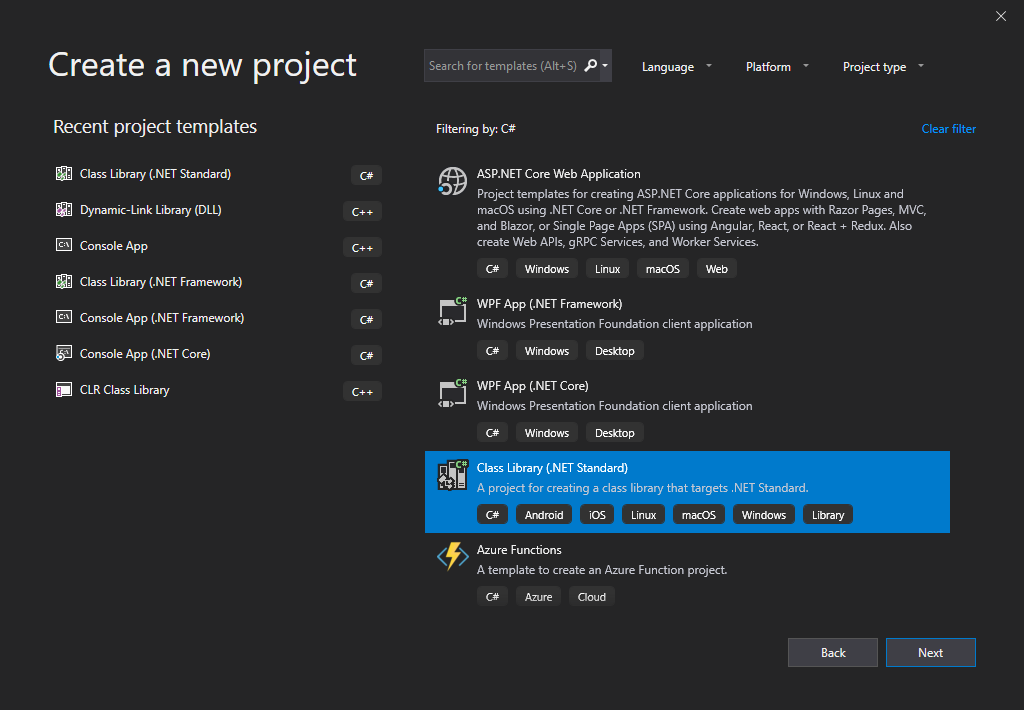 Create a new project
Search for templates (Alt+S)
Language
Platform
Project type
Recent project templates
Class Library (.NET Standard)
C#
Dynamic-Link Library (DLL)
C++
Console App
C++
Class Library (.NET Framework)
C#
Console App (.NET Framework)
C#
Console App (.NET Core)
C#
CLR Class Library
C++
Filtering by: C#
Clear filter
ASP.NET Core Web Application
Project templates for creating ASP.NET Core applications for Windows, Linux and
macOS using .NET Core or .NET Framework. Create web apps with Razor Pages, MVC,
and Blazor, or Single Page Apps (SPA) using Angular, React, or React + Redux. Also
create Web APIs, gRPC Services, and Worker Services.
C# Windows Linux macOS Web
WPF App (.NET Framework)
Windows Presentation Foundation client application
C# Windows Desktop
WPF App (.NET Core)
Windows Presentation Foundation client application
C# Windows Desktop
Class Library (.NET Standard)
A project for creating a class library that targets .NET Standard.
C# Android iOS Linux macOS Windows Library
Azure Functions
A template to create an Azure Function project.
C# Azure Cloud
Back
Next